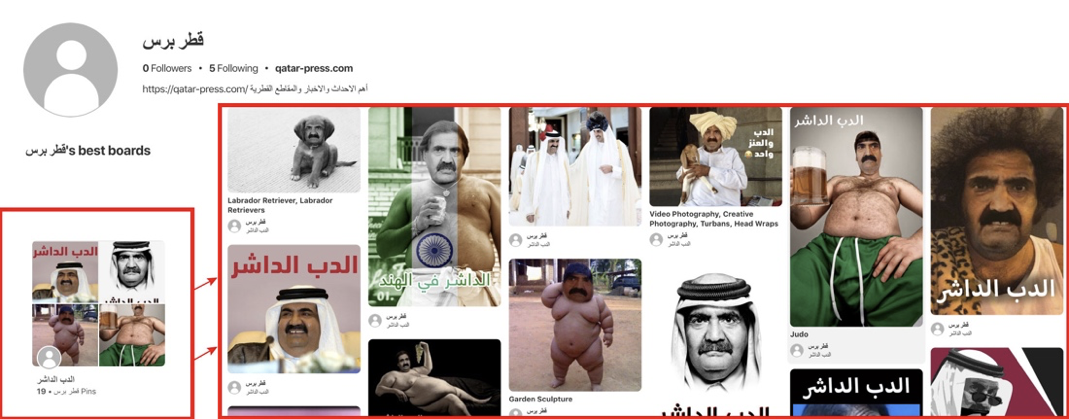 قطر برس
0 Followers • 5 Following • qatar-press.com
https://qatar-press.com/ أهم الاحداث والاخبار والمقاطع القطرية
قطر برس's best boards
الدب الداشر
الدب الداشر
19 • قطر برس Pins
Labrador Retriever, Labrador
Retrievers
قطر برس
الدب الداشر
الدب الداشر
قطر برس
الدب الداشر
الداشر في الهند
01.
قطر برس
الدب الداشر
قطر برس
الدب الداشر
Garden Sculpture
قطر برس
الدب
والعنز
واحد
Video Photography, Creative
Photography, Turbans, Head Wraps
قطر برس
الدب الداشر
الدب الداشر
الدب الداشر
Judo
قطر برس
الدب الداشر
الدب الداشر
الدب الداشر
قطر برس
الدب الداشر